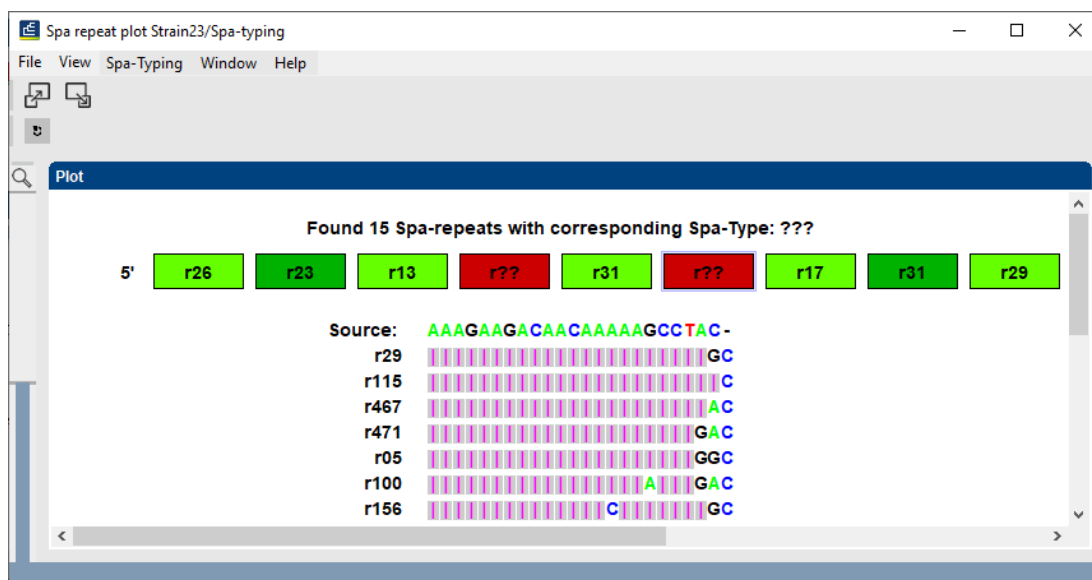 Spa repeat plot Strain23/Spa-typing
File View Spa-Typing Window Help
Plot
Found 15 Spa-repeats with corresponding Spa-Type: ???
5' r26 r23 r13 r?? r31 r?? r17 r31 r29
Source: AAAGAAGACAACAAAAAGCCTAC-
r29 ||||||||||||||||||||||GC
r115 |||||||||||||||||||||||C
r467 ||||||||||||||||||||||AC
r471 |||||||||||||||||||||GAC
r05 |||||||||||||||||||||GGC
r100 |||||||||||||||||A|||GAC
r156 ||||||||||||||C|||||||GC